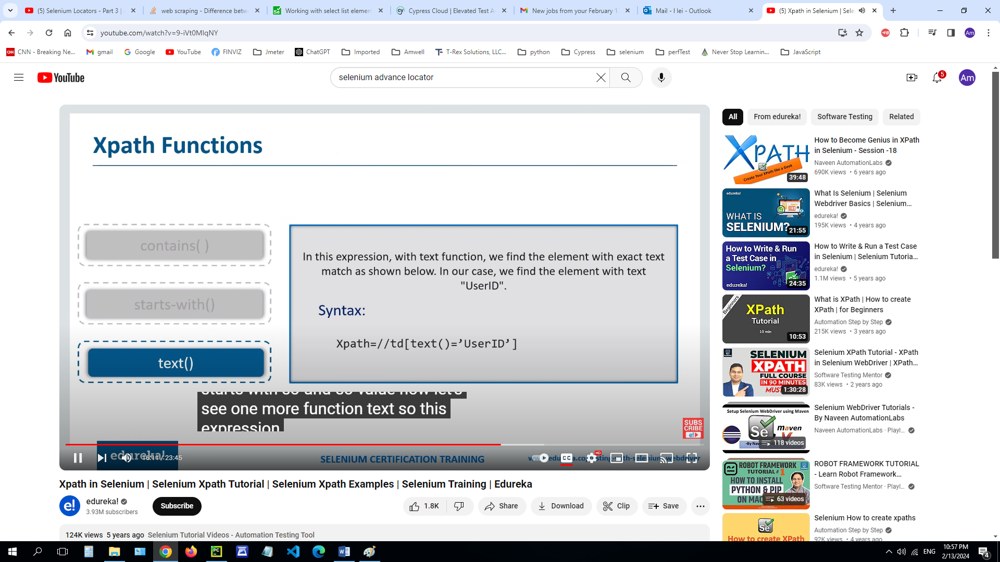 (5) Selenium Locators - Part 3 |
web scraping - Difference betw
Working with select list elemen
Cypress Cloud | Elevated Test A
New jobs from your February 1
Mail - l lei - Outlook
(5) Xpath in Selenium | Sele
youtube.com/watch?v=9-iVt0MIqNY
Am
CNN - Breaking Ne...
gmail
Google
YouTube
FINVIZ
Jmeter
ChatGPT
Imported
Amwell
T-Rex Solutions, LLC...
python
Cypress
selenium
perfTest
Never Stop Learnin...
JavaScript
YouTube
selenium advance locator
5
Am
Xpath Functions
contains( )
starts-with()
text()
In this expression, with text function, we find the element with exact text
match as shown below. In our case, we find the element with text
"UserID".
Syntax:
Xpath=//td[text()=’UserID’]
starts with so and so value now let's
see one more function text so this
expression
SUBS
CRIBE
e!
edureka!
16:11 / 23:45
SELENIUM CERTIFICATION TRAINING
CC
HD
Xpath in Selenium | Selenium Xpath Tutorial | Selenium Xpath Examples | Selenium Training | Edureka
e!
edureka!
3.93M subscribers
Subscribe
1.8K
Share
Download
Clip
Save
124K views 5 years ago Selenium Tutorial Videos - Automation Testing Tool
All
From edureka!
Software Testing
Related
XPATH
Create Your XPath like a Geek
Se
39:48
How to Become Genius in XPath
in Selenium - Session -18
Naveen AutomationLabs
690K views • 6 years ago
edureka!
WHAT IS
SELENIUM?
21:55
What Is Selenium | Selenium
Webdriver Basics | Selenium...
edureka!
195K views • 4 years ago
How to Write & Run
a Test Case in
Selenium?
edureka!
24:35
How to Write & Run a Test Case
in Selenium | Selenium Tutoria...
edureka!
1.1M views • 5 years ago
Beginners
XPath
Tutorial
10 min
10:53
What is XPath | How to create
XPath | for Beginners
Automation Step by Step
215K views • 3 years ago
SELENIUM
XPATH
FULL COURSE
IN 90 MINUTES
MUST
1:30:28
Selenium XPath Tutorial - XPath
in Selenium WebDriver | XPath...
Software Testing Mentor
83K views • 2 years ago
Setup Selenium WebDriver using Maven
Se
maven
118 videos
Selenium WebDriver Tutorials -
By Naveen AutomationLabs
Naveen AutomationLabs · Playl...
ROBOT FRAMEWORK
TUTORIAL # 1
HOW TO INSTALL
PYTHON & PIP
ON MAC
63 videos
ROBOT FRAMEWORK TUTORIAL
- Learn Robot Framework...
Software Testing Mentor · Playl...
Se
How to create XPath
Selenium How to create xpaths
Automation Step by Step
92K views • 4 years ago
ENG
10:57 PM
2/13/2024
4